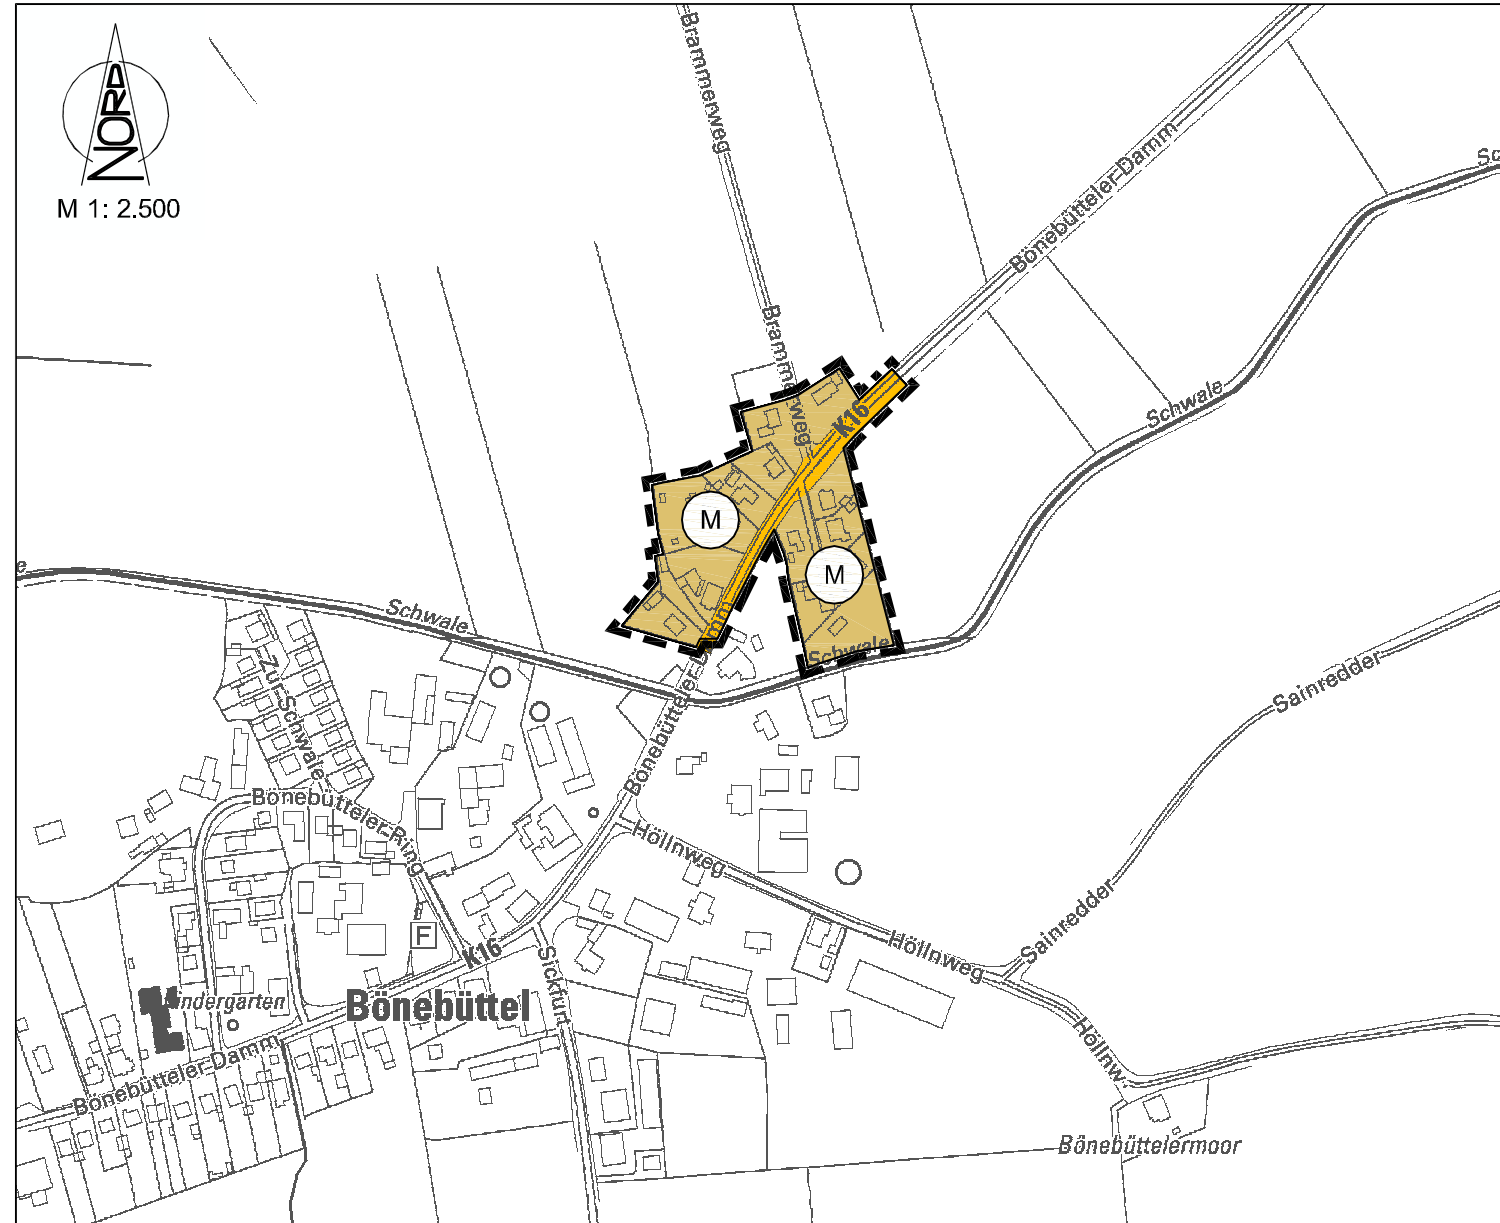 NORD
M 1: 2.500
Brammerweg
Bönebütteler-Damm
Sc
Brammerweg
K16
Schwale
M
M
e
Schwale
Bönebütteler-Damm
Schwale
Zur-Schwale
Sainredder
Bönebütteler-Ring
Höllnweg
Sainredder
F
K16
Höllnweg
Sickfurt
Kindergarten
Bönebüttel
Höllnw.
Bönebütteler-Damm
Bönebüttelermoor